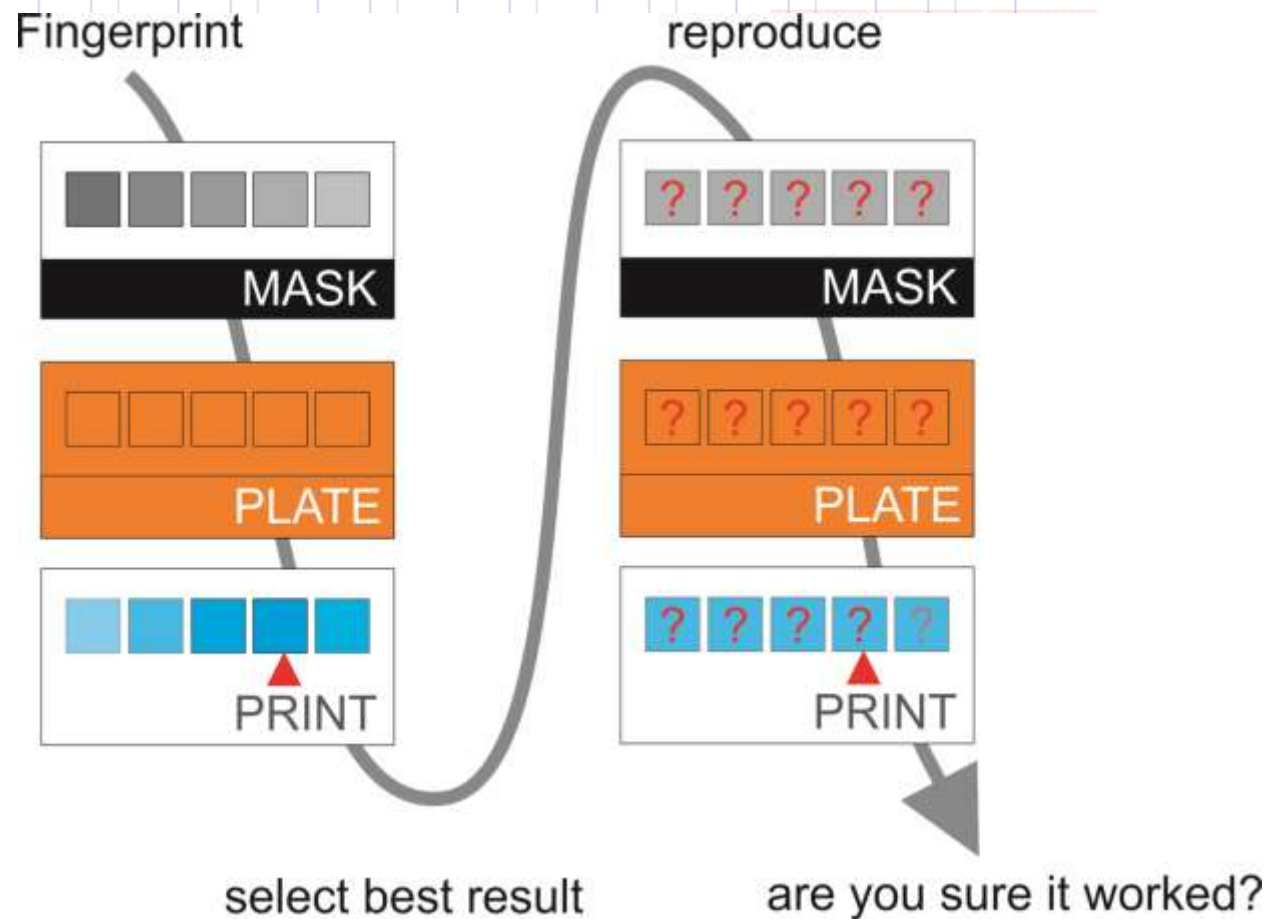 Fingerprint
MASK
PLATE
PRINT
select best result
reproduce
? ? ? ? ?
MASK
? ? ? ? ?
PLATE
? ? ? ? ?
PRINT
are you sure it worked?